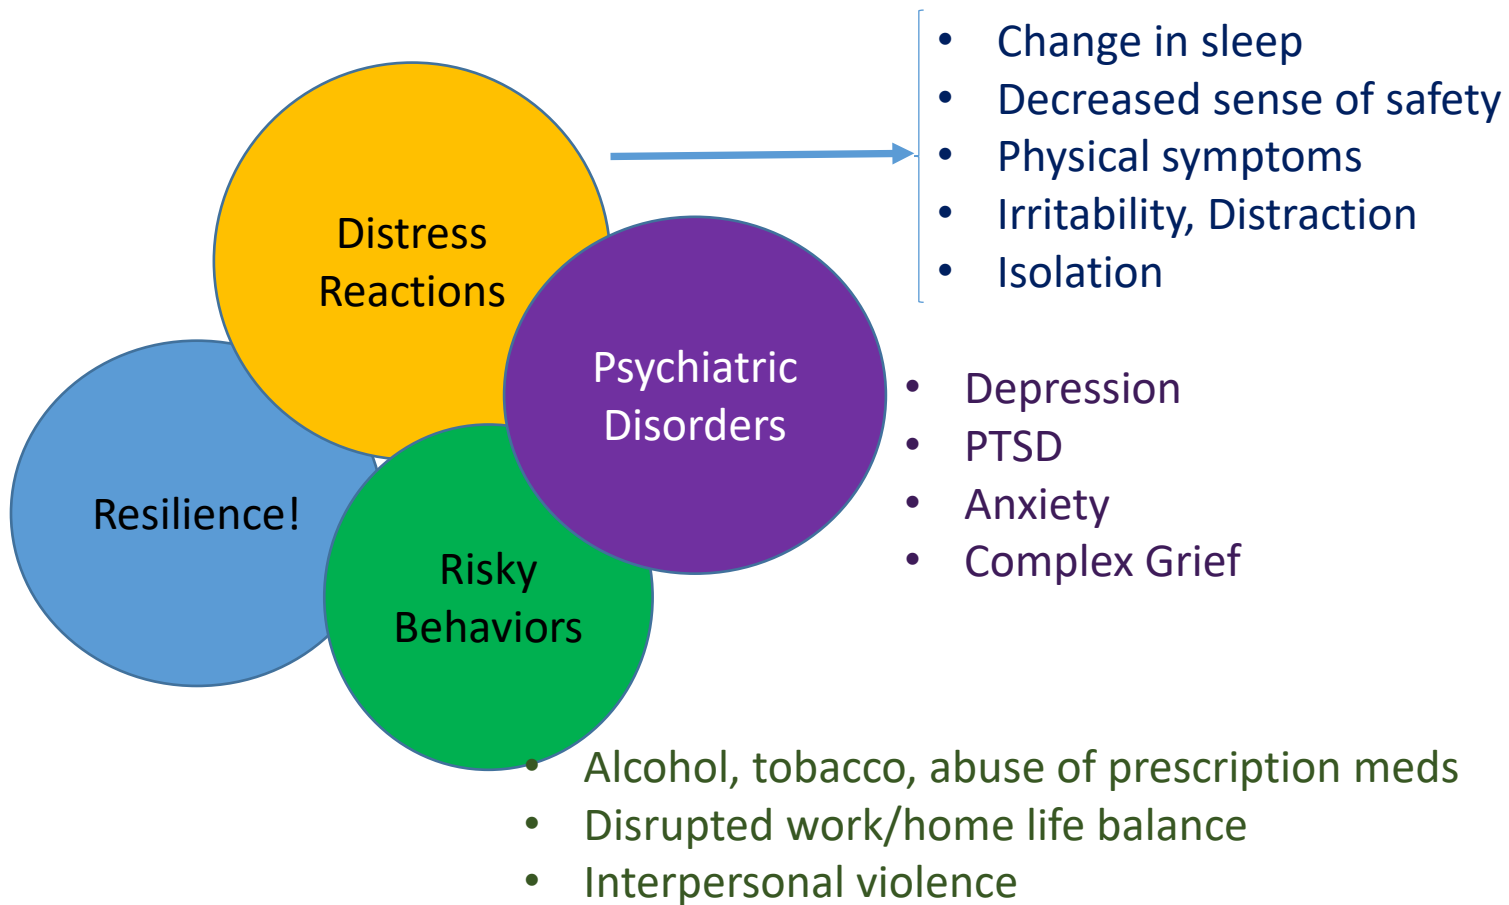 Distress
Reactions
Psychiatric
Disorders
Resilience!
Risky
Behaviors
• Change in sleep
• Decreased sense of safety
• Physical symptoms
• Irritability, Distraction
• Isolation
• Depression
• PTSD
• Anxiety
• Complex Grief
• Alcohol, tobacco, abuse of prescription meds
• Disrupted work/home life balance
• Interpersonal violence